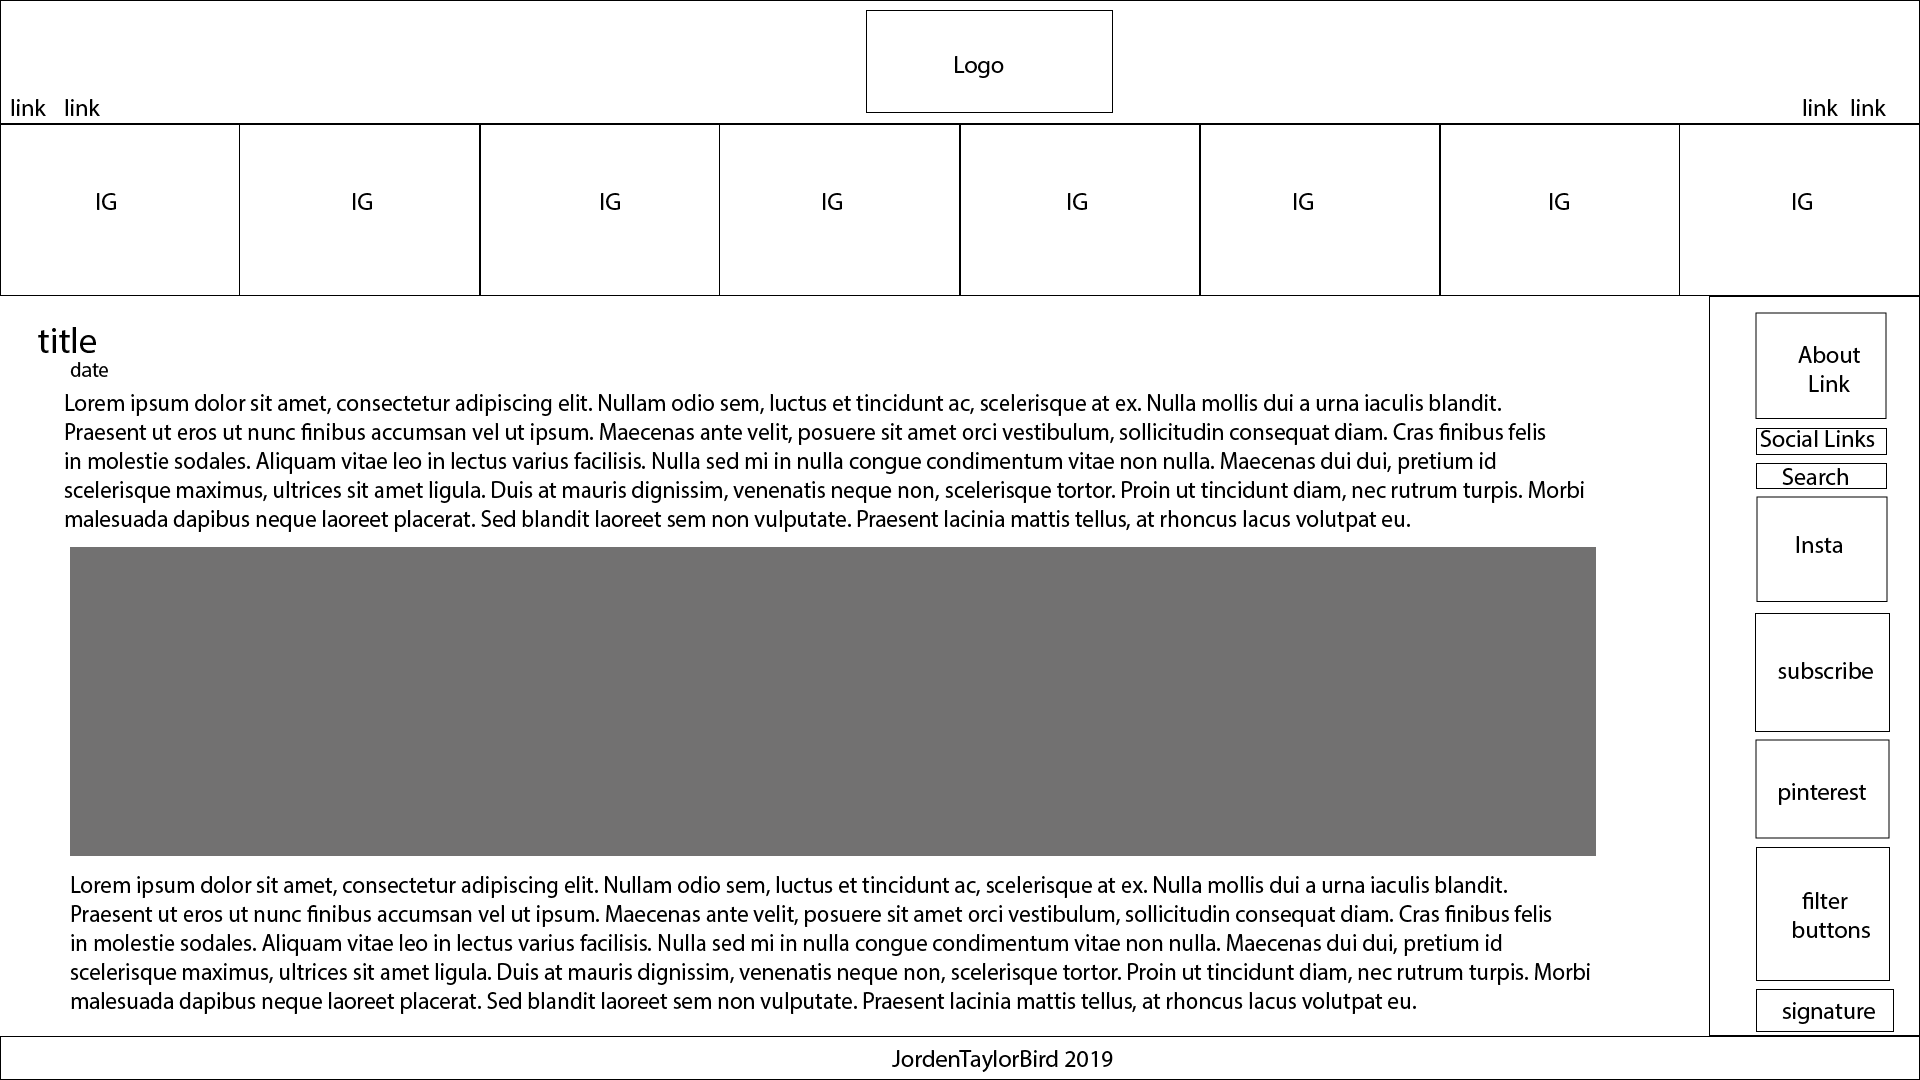 Logo
link link link link
IG IG IG IG IG IG IG IG
title
date
Lorem ipsum dolor sit amet, consectetur adipiscing elit. Nullam odio sem, luctus et tincidunt ac, scelerisque at ex. Nulla mollis dui a urna iaculis blandit.
Praesent ut eros ut nunc finibus accumsan vel ut ipsum. Maecenas ante velit, posuere sit amet orci vestibulum, sollicitudin consequat diam. Cras finibus felis
in molestie sodales. Aliquam vitae leo in lectus varius facilisis. Nulla sed mi in nulla congue condimentum vitae non nulla. Maecenas dui dui, pretium id
scelerisque maximus, ultrices sit amet ligula. Duis at mauris dignissim, venenatis neque non, scelerisque tortor. Proin ut tincidunt diam, nec rutrum turpis. Morbi
malesuada dapibus neque laoreet placerat. Sed blandit laoreet sem non vulputate. Praesent lacinia mattis tellus, at rhoncus lacus volutpat eu.
Lorem ipsum dolor sit amet, consectetur adipiscing elit. Nullam odio sem, luctus et tincidunt ac, scelerisque at ex. Nulla mollis dui a urna iaculis blandit.
Praesent ut eros ut nunc finibus accumsan vel ut ipsum. Maecenas ante velit, posuere sit amet orci vestibulum, sollicitudin consequat diam. Cras finibus felis
in molestie sodales. Aliquam vitae leo in lectus varius facilisis. Nulla sed mi in nulla congue condimentum vitae non nulla. Maecenas dui dui, pretium id
scelerisque maximus, ultrices sit amet ligula. Duis at mauris dignissim, venenatis neque non, scelerisque tortor. Proin ut tincidunt diam, nec rutrum turpis. Morbi
malesuada dapibus neque laoreet placerat. Sed blandit laoreet sem non vulputate. Praesent lacinia mattis tellus, at rhoncus lacus volutpat eu.
About
Link
Social Links
Search
Insta
subscribe
pinterest
filter
buttons
signature
JordenTaylorBird 2019